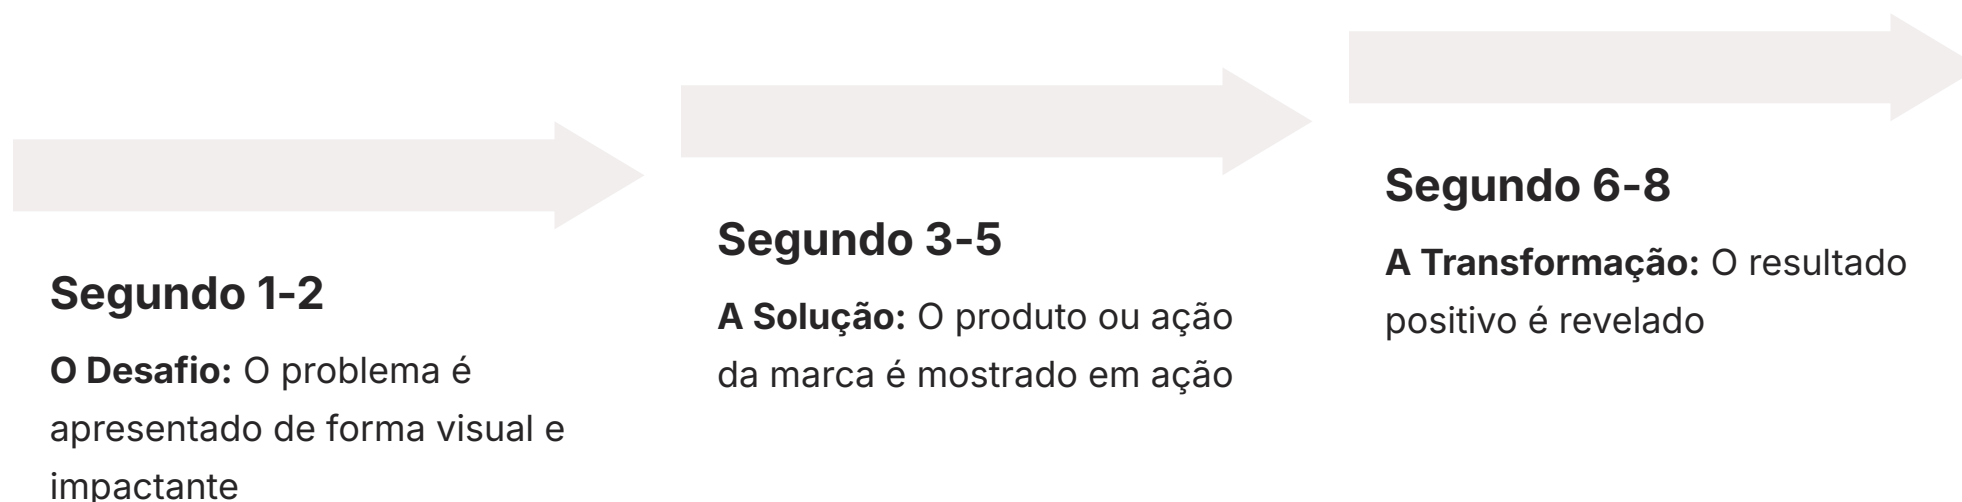 Segundo 1-2
O Desafio: O problema é
apresentado de forma visual e
impactante
Segundo 3-5
A Solução: O produto ou ação
da marca é mostrado em ação
Segundo 6-8
A Transformação: O resultado
positivo é revelado